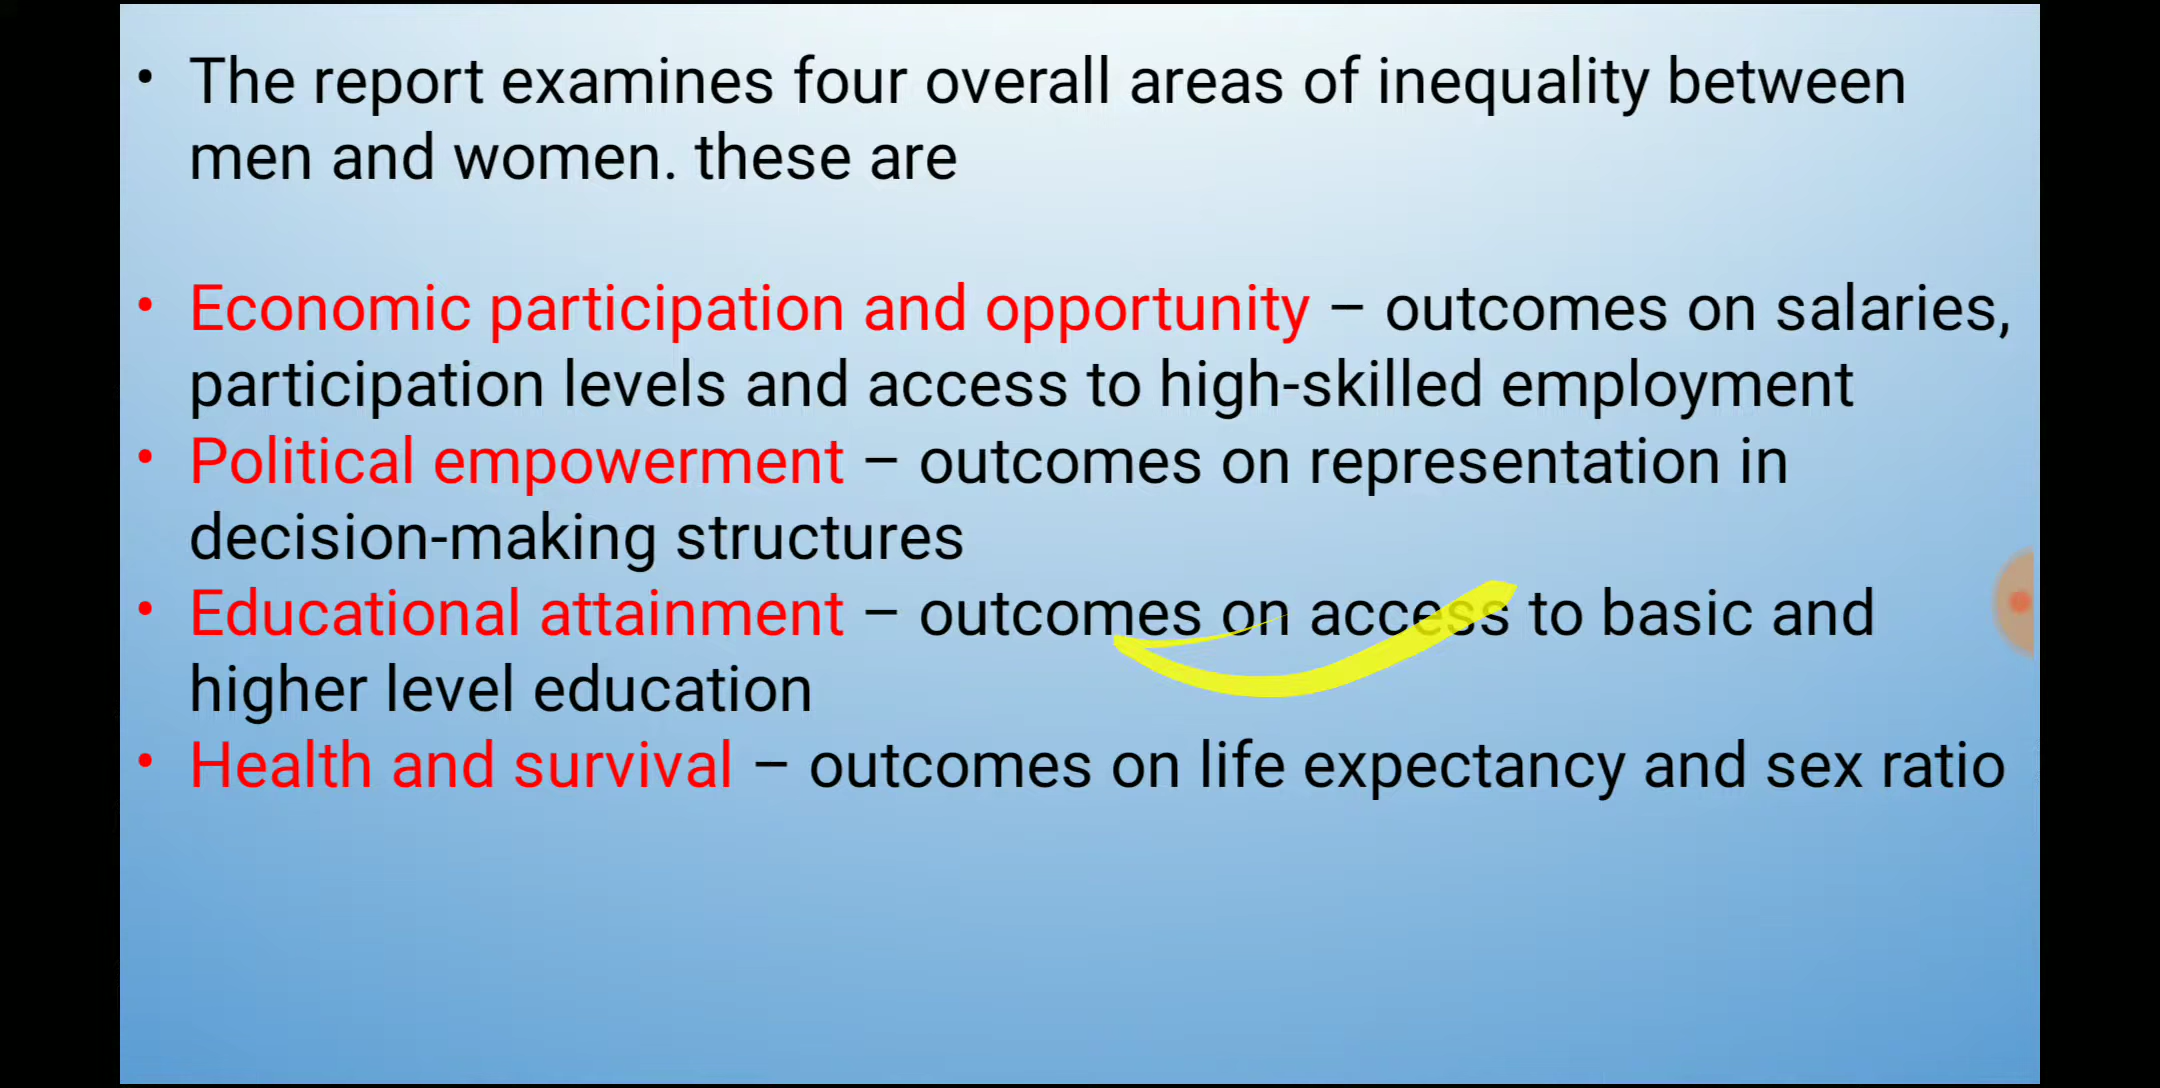 • The report examines four overall areas of inequality between
men and women. these are
• Economic participation and opportunity – outcomes on salaries,
participation levels and access to high-skilled employment
• Political empowerment – outcomes on representation in
decision-making structures
• Educational attainment – outcomes on access to basic and
higher level education
• Health and survival – outcomes on life expectancy and sex ratio